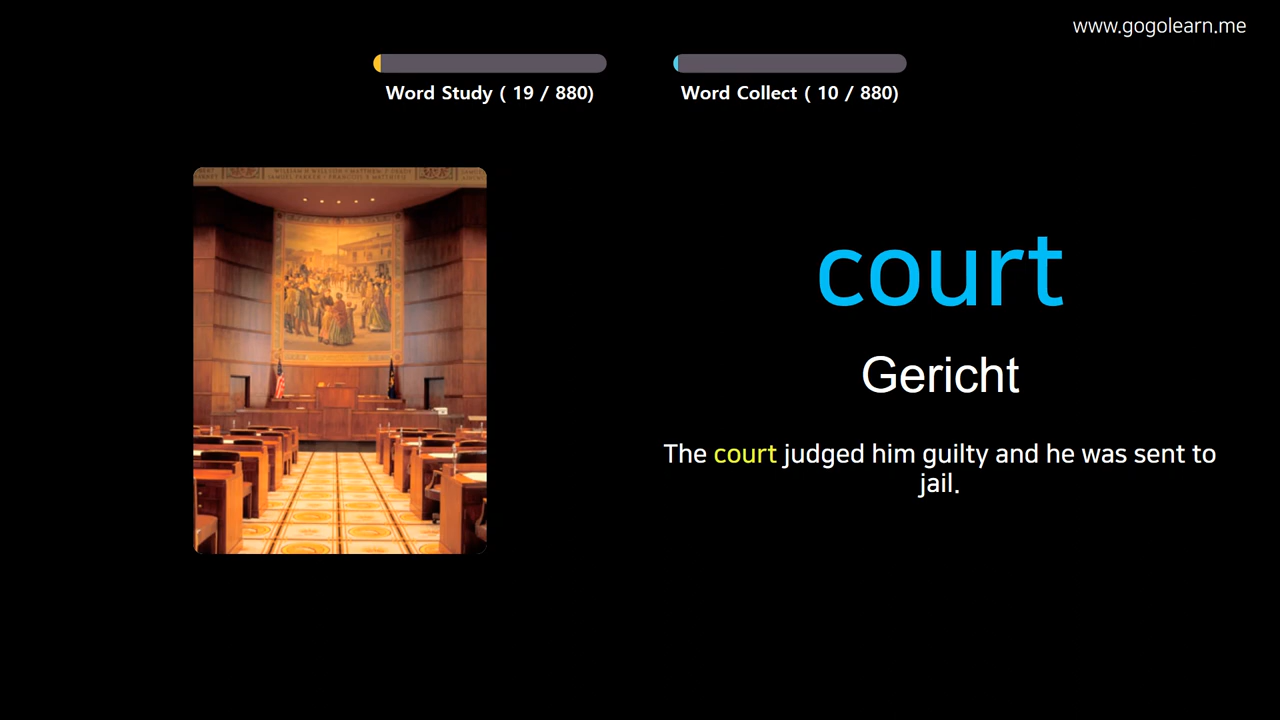 www.gogolearn.me
Word Study ( 19 / 880)
Word Collect ( 10 / 880)
court
Gericht
The court judged him guilty and he was sent to
jail.